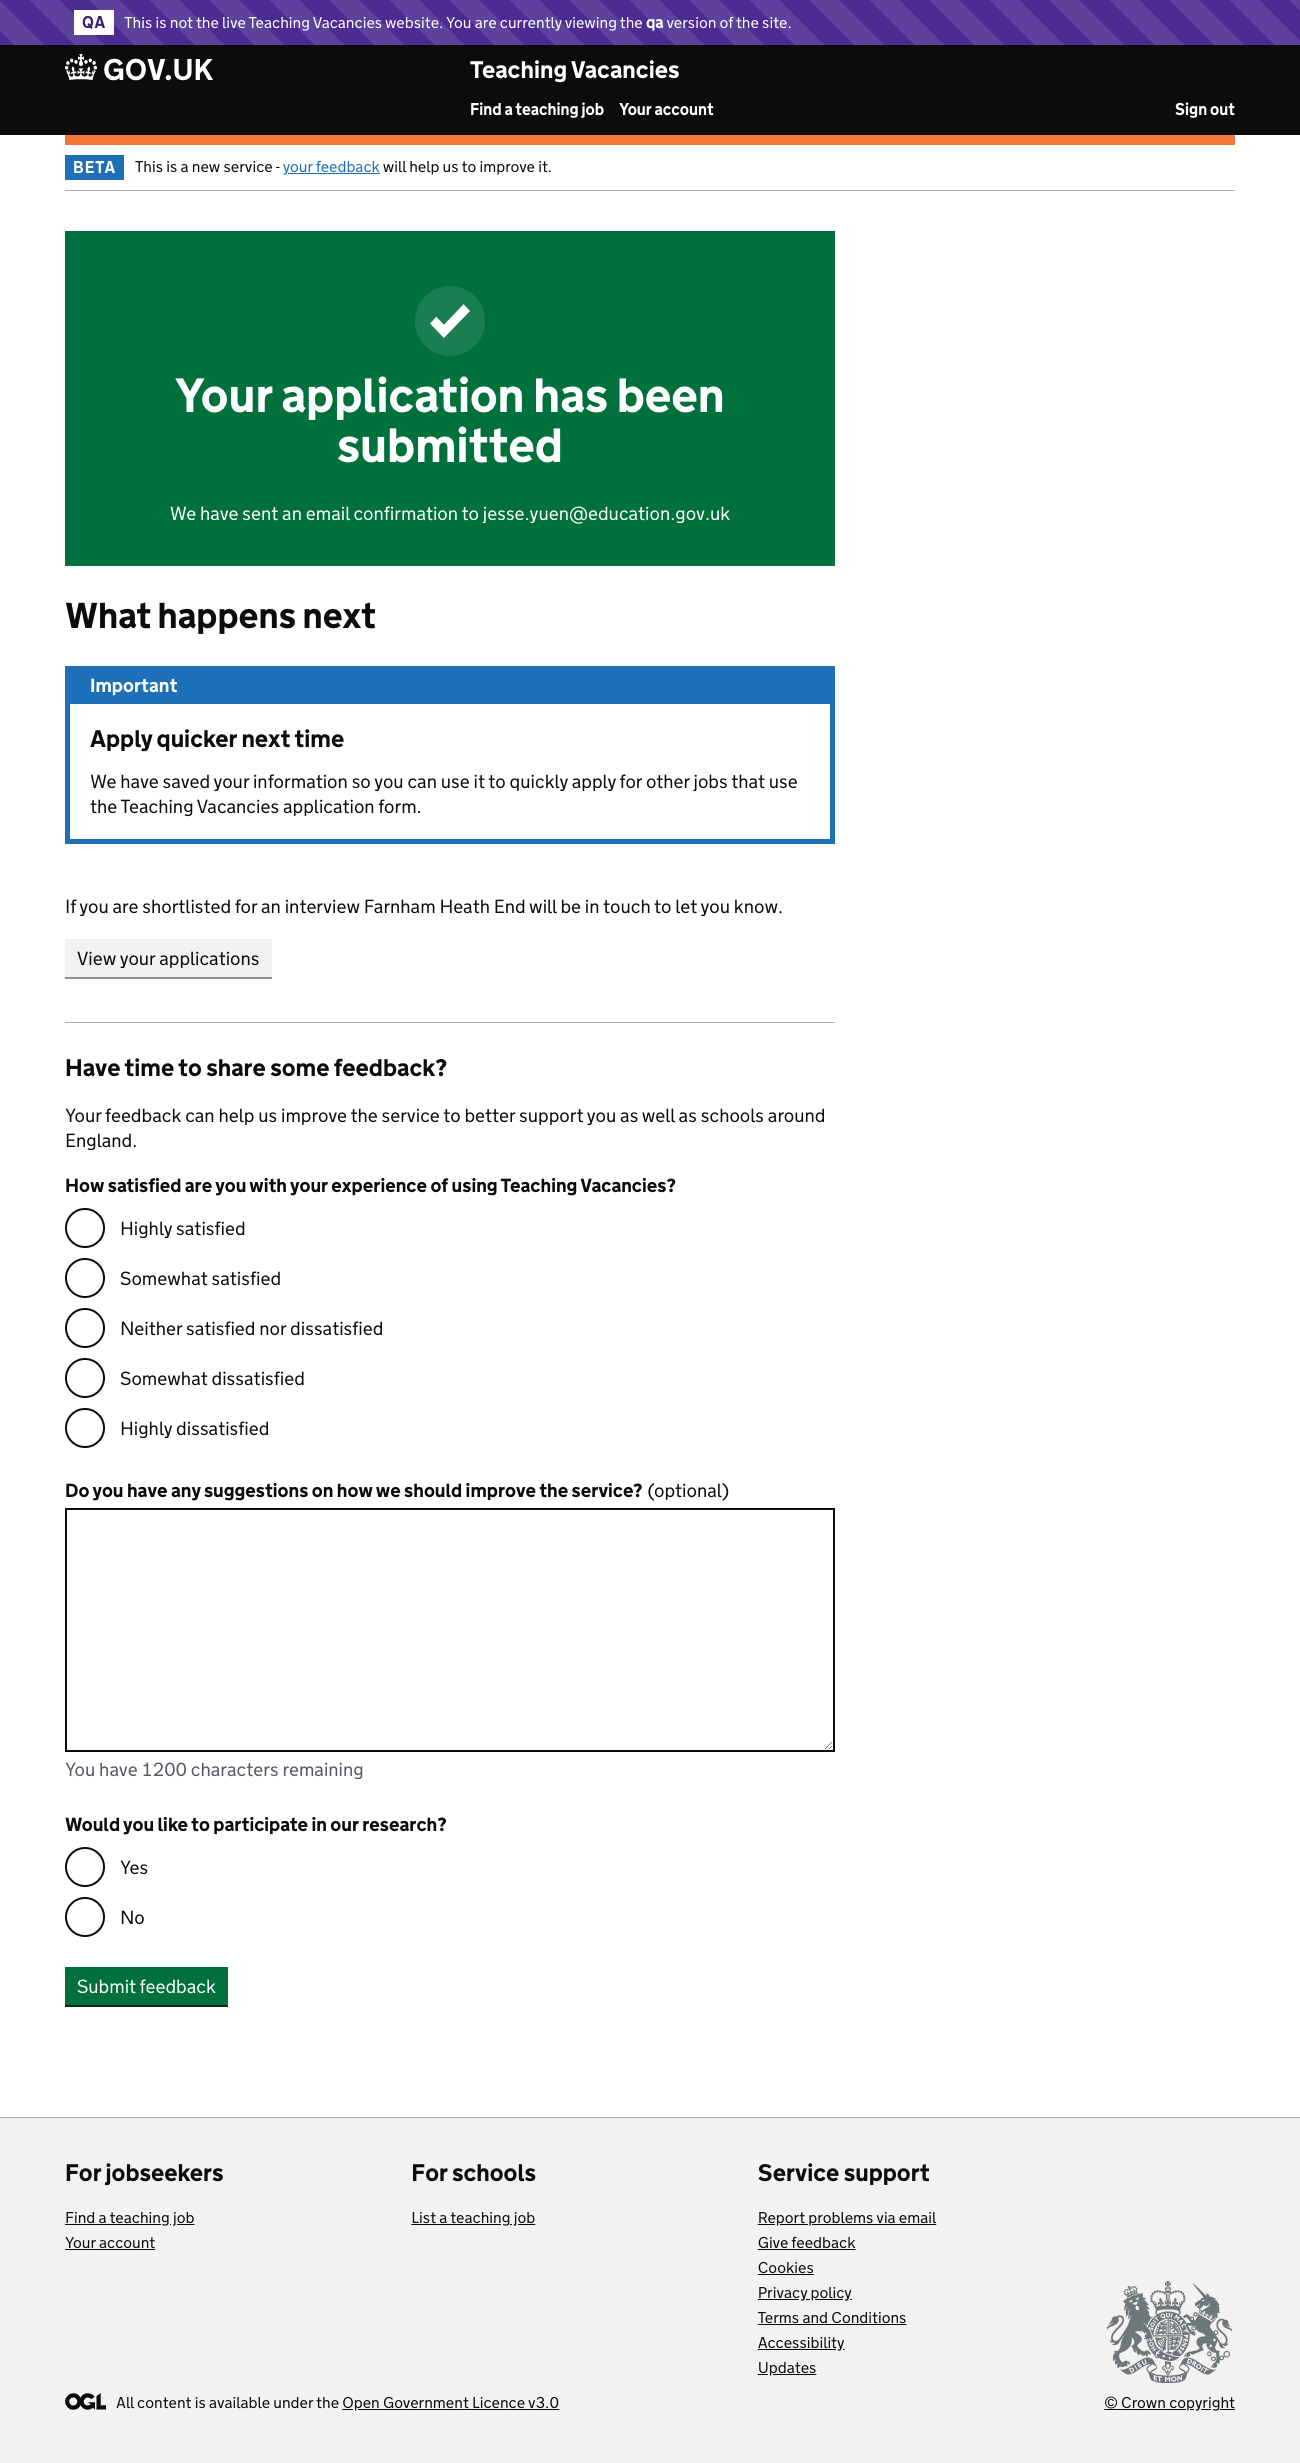 QA This is not the live Teaching Vacancies website. You are currently viewing the qa version of the site.
GOV.UK
Teaching Vacancies
Find a teaching job Your account Sign out
BETA This is a new service - your feedback will help us to improve it.
Your application has been
submitted
We have sent an email confirmation to jesse.yuen@education.gov.uk
What happens next
Important
Apply quicker next time
We have saved your information so you can use it to quickly apply for other jobs that use
the Teaching Vacancies application form.
If you are shortlisted for an interview Farnham Heath End will be in touch to let you know.
View your applications
Have time to share some feedback?
Your feedback can help us improve the service to better support you as well as schools around
England.
How satisfied are you with your experience of using Teaching Vacancies?
Highly satisfied
Somewhat satisfied
Neither satisfied nor dissatisfied
Somewhat dissatisfied
Highly dissatisfied
Do you have any suggestions on how we should improve the service? (optional)
You have 1200 characters remaining
Would you like to participate in our research?
Yes
No
Submit feedback
For jobseekers
Find a teaching job
Your account
For schools
List a teaching job
Service support
Report problems via email
Give feedback
Cookies
Privacy policy
Terms and Conditions
Accessibility
Updates
OGL All content is available under the Open Government Licence v3.0
© Crown copyright